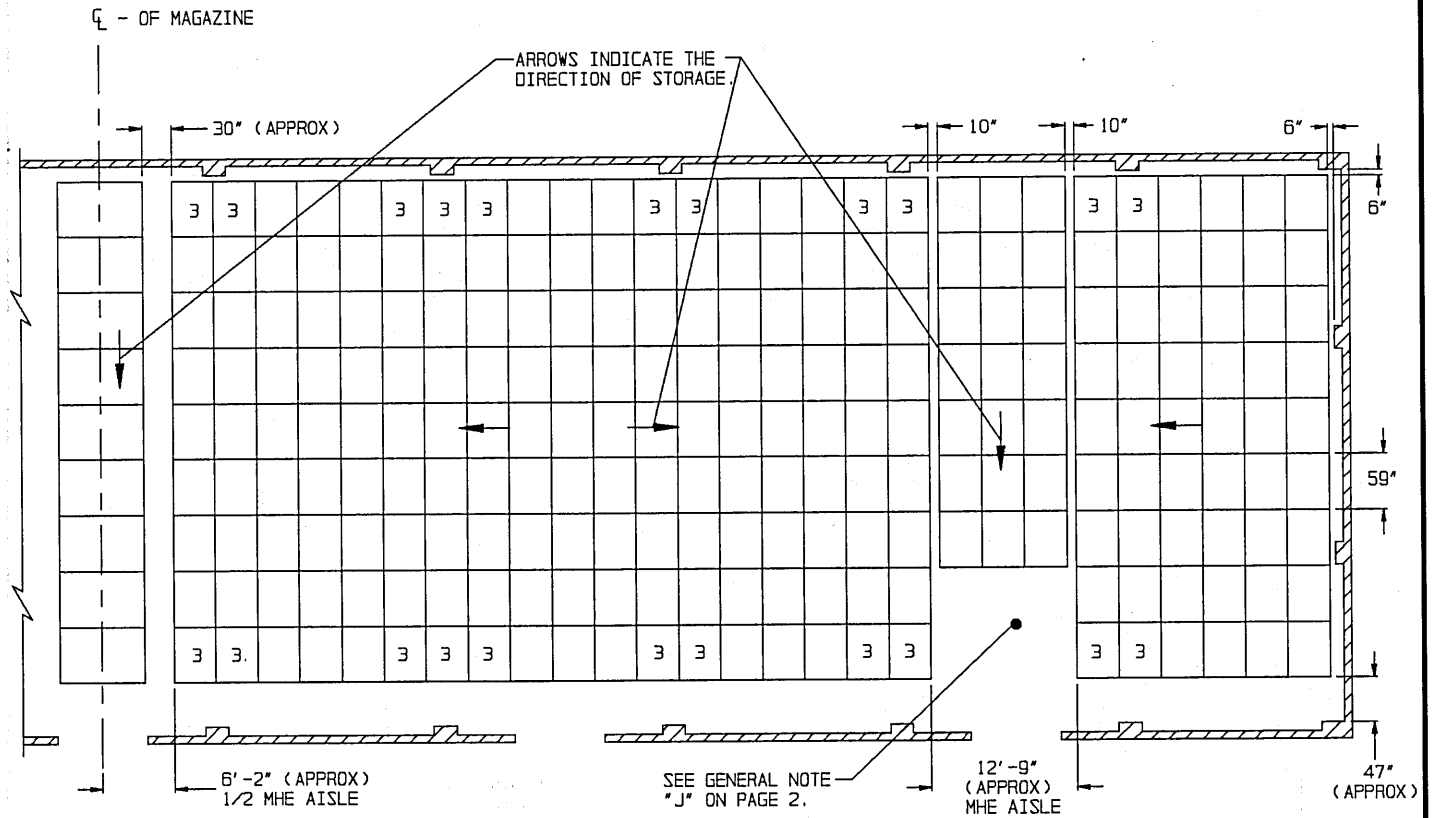 ℄ - OF MAGAZINE
ARROWS INDICATE THE
DIRECTION OF STORAGE.
30" (APPROX)
10"
10"
6"
6"
3 3 3 3 3 3 3 3 3 3 3
59"
3 3. 3 3 3 3 3 3 3 3 3
6'-2" (APPROX)
1/2 MHE AISLE
SEE GENERAL NOTE
"J" ON PAGE 2.
12'-9"
(APPROX)
MHE AISLE
47"
(APPROX)